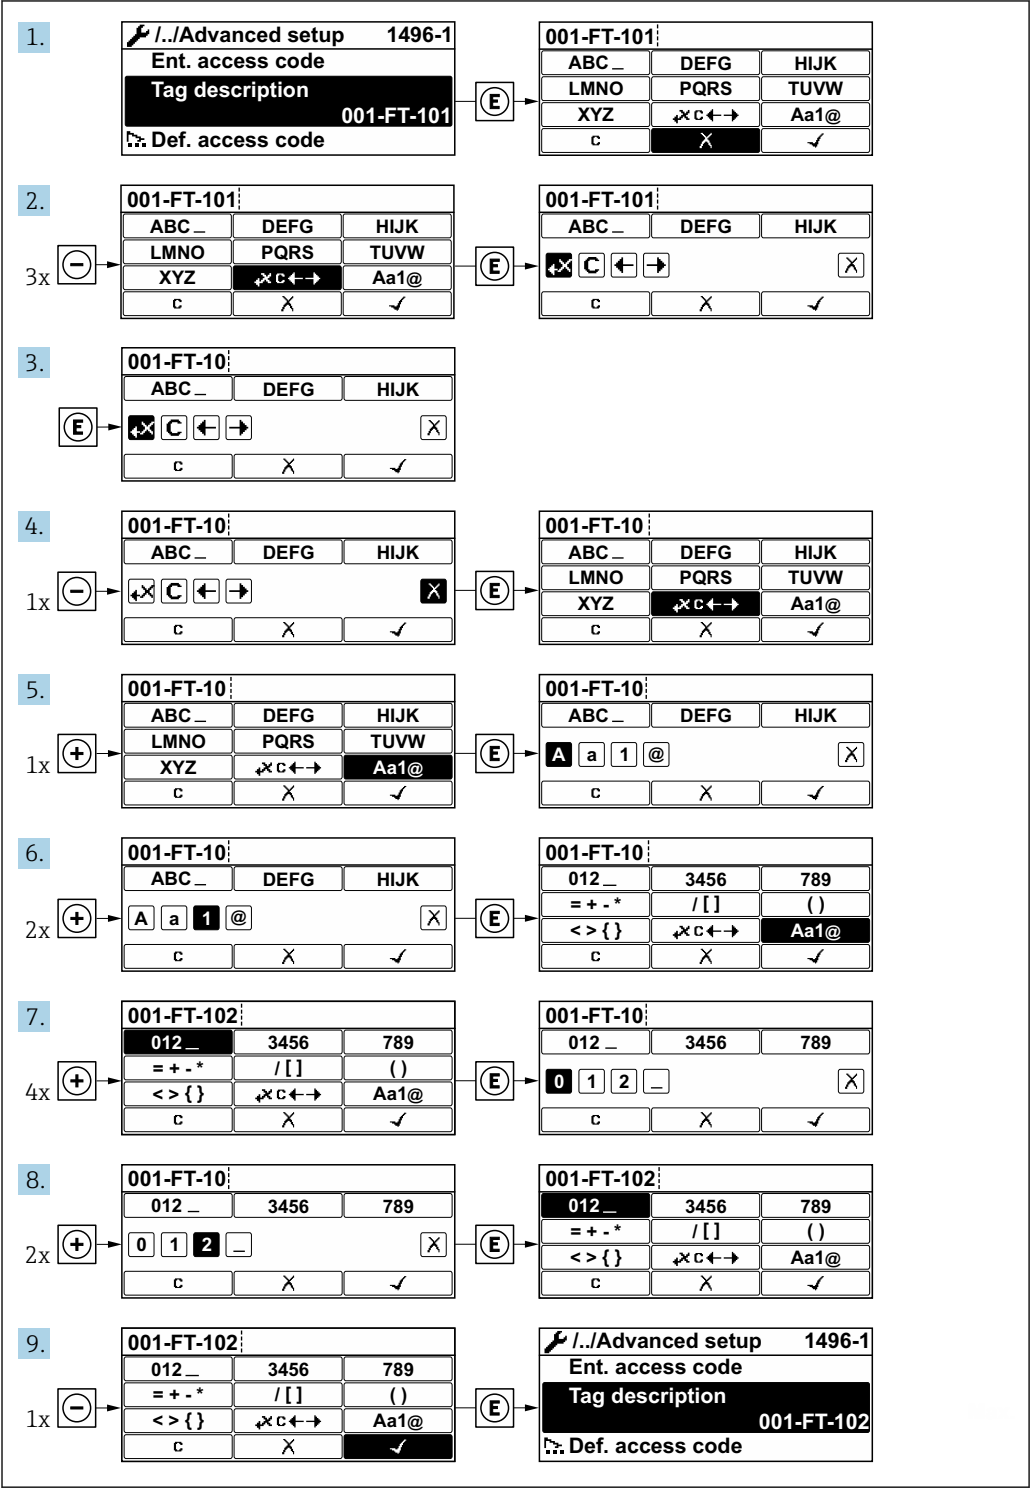 1.
/../Advanced setup 1496-1
Ent. access code
Tag description
001-FT-101
Def. access code
E
001-FT-101
ABC_ DEFG HIJK
LMNO PQRS TUVW
XYZ C Aa1@
C X ✓
2.
3x
001-FT-101
ABC_ DEFG HIJK
LMNO PQRS TUVW
XYZ C Aa1@
C X ✓
E
001-FT-101
ABC_ DEFG HIJK
C X
C X ✓
3.
E
001-FT-10
ABC_ DEFG HIJK
C X
C X ✓
4.
1x
001-FT-10
ABC_ DEFG HIJK
C X
C X ✓
E
001-FT-10
ABC_ DEFG HIJK
LMNO PQRS TUVW
XYZ C Aa1@
C X ✓
5.
1x
001-FT-10
ABC_ DEFG HIJK
LMNO PQRS TUVW
XYZ C Aa1@
C X ✓
E
001-FT-10
ABC_ DEFG HIJK
A a 1 @ X
C X ✓
6.
2x
001-FT-10
ABC_ DEFG HIJK
A a 1 @ X
C X ✓
E
001-FT-10
012_ 3456 789
= + - * / [ ] ( )
< > { } C Aa1@
C X ✓
7.
4x
001-FT-102
012_ 3456 789
= + - * / [ ] ( )
< > { } C Aa1@
C X ✓
E
001-FT-10
012_ 3456 789
0 1 2 _ X
C X ✓
8.
2x
001-FT-10
012_ 3456 789
0 1 2 _ X
C X ✓
E
001-FT-102
012_ 3456 789
= + - * / [ ] ( )
< > { } C Aa1@
C X ✓
9.
1x
001-FT-102
012_ 3456 789
= + - * / [ ] ( )
< > { } C Aa1@
C X ✓
E
/../Advanced setup 1496-1
Ent. access code
Tag description
001-FT-102
Def. access code